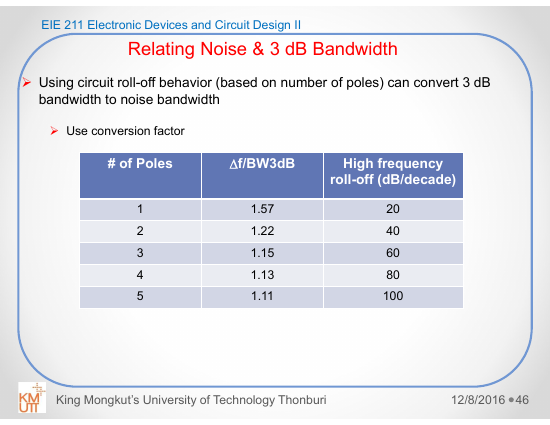 EIE 211 Electronic Devices and Circuit Design II
Relating Noise & 3 dB Bandwidth
➢ Using circuit roll-off behavior (based on number of poles) can convert 3 dB
bandwidth to noise bandwidth
➢ Use conversion factor
# of Poles Δf/BW3dB High frequency
roll-off (dB/decade)
1 1.57 20
2 1.22 40
3 1.15 60
4 1.13 80
5 1.11 100
KM
UTT
King Mongkut's University of Technology Thonburi 12/8/2016 ●46